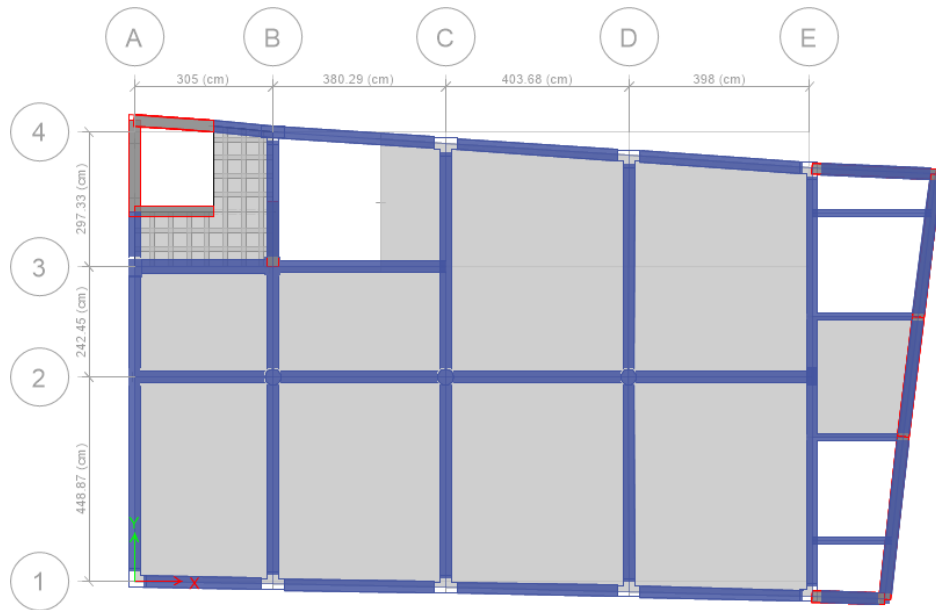 A
B
C
D
E
305 (cm)
380.29 (cm)
403.68 (cm)
398 (cm)
4
297.33 (cm)
3
242.45 (cm)
2
448.87 (cm)
Y
1
X